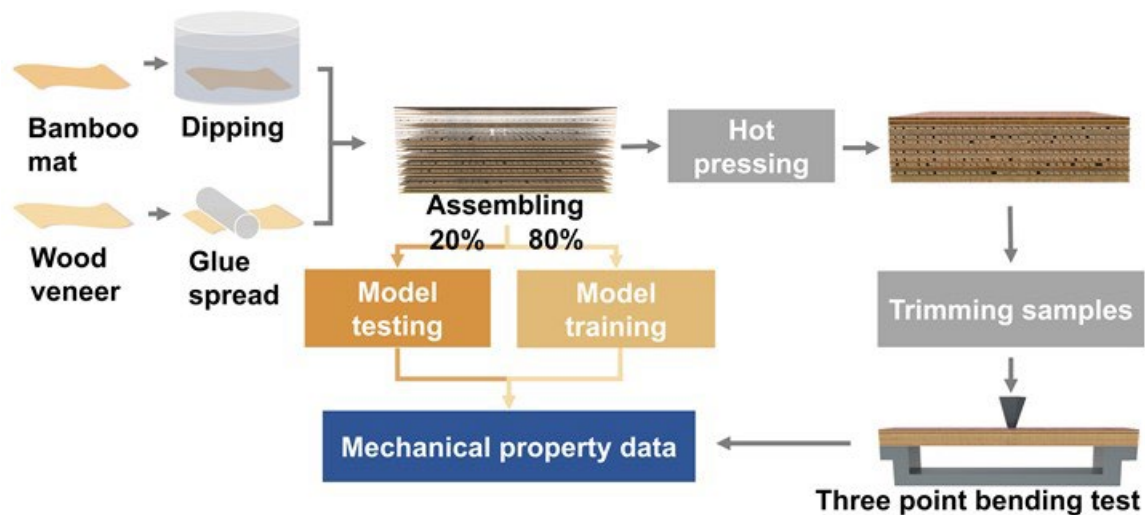 Bamboo
mat
Dipping
Wood
veneer
Glue
spread
Assembling
20% 80%
Hot
pressing
Model
testing
Model
training
Trimming samples
Mechanical property data
Three point bending test